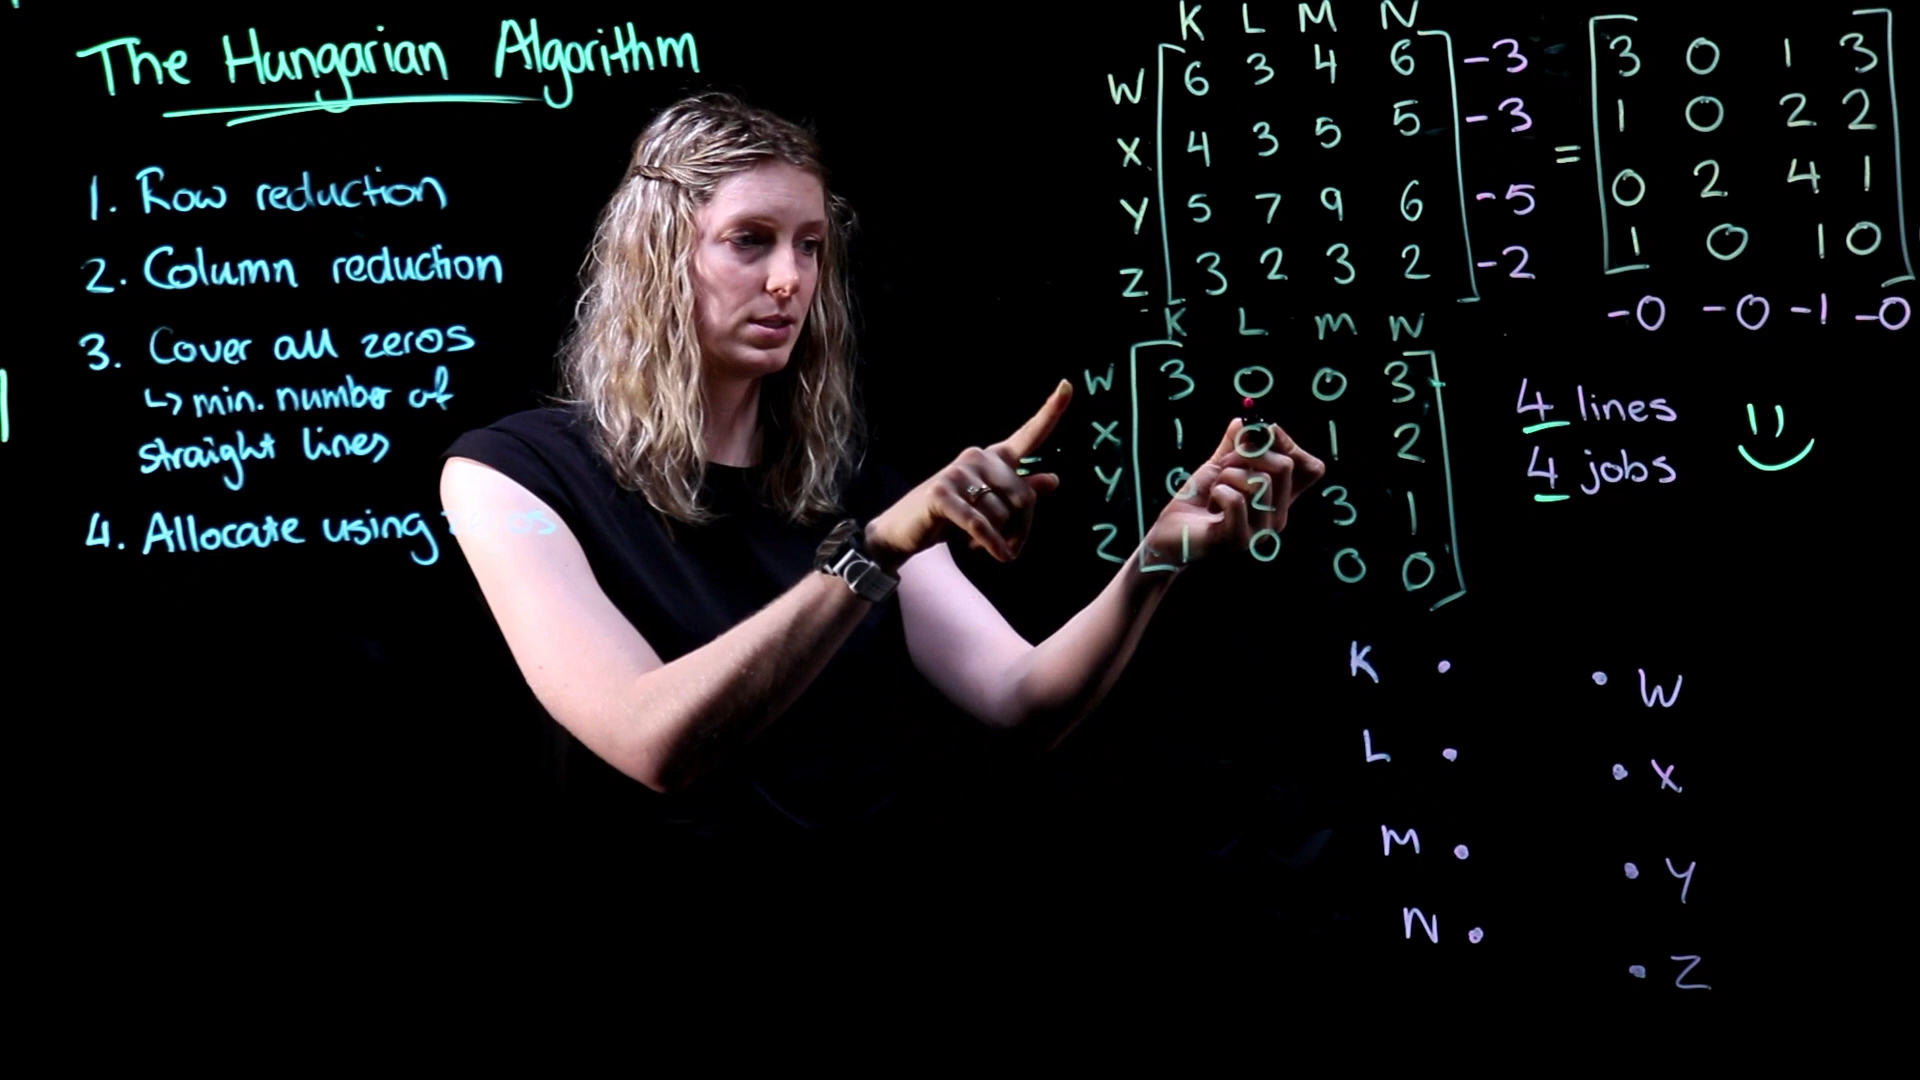 The Hungarian Algorithm
1. Row reduction
2. Column reduction
3. Cover all zeros
↳ min. number of
straight lines
4. Allocate using zeros
K L M N
W 6 3 4 6 -3
X 4 3 5 5 -3
Y 5 7 9 6 -5
Z 3 2 3 2 -2
=
3 0 1 3
1 0 2 2
0 2 4 1
1 0 1 0
-0 -0 -1 -0
K L M N
W 3 0 0 3
X 1 0 1 2
Y 0 2 3 1
Z 1 0 0 0
=
4 lines
4 jobs
K
L
M
N
W
X
Y
Z